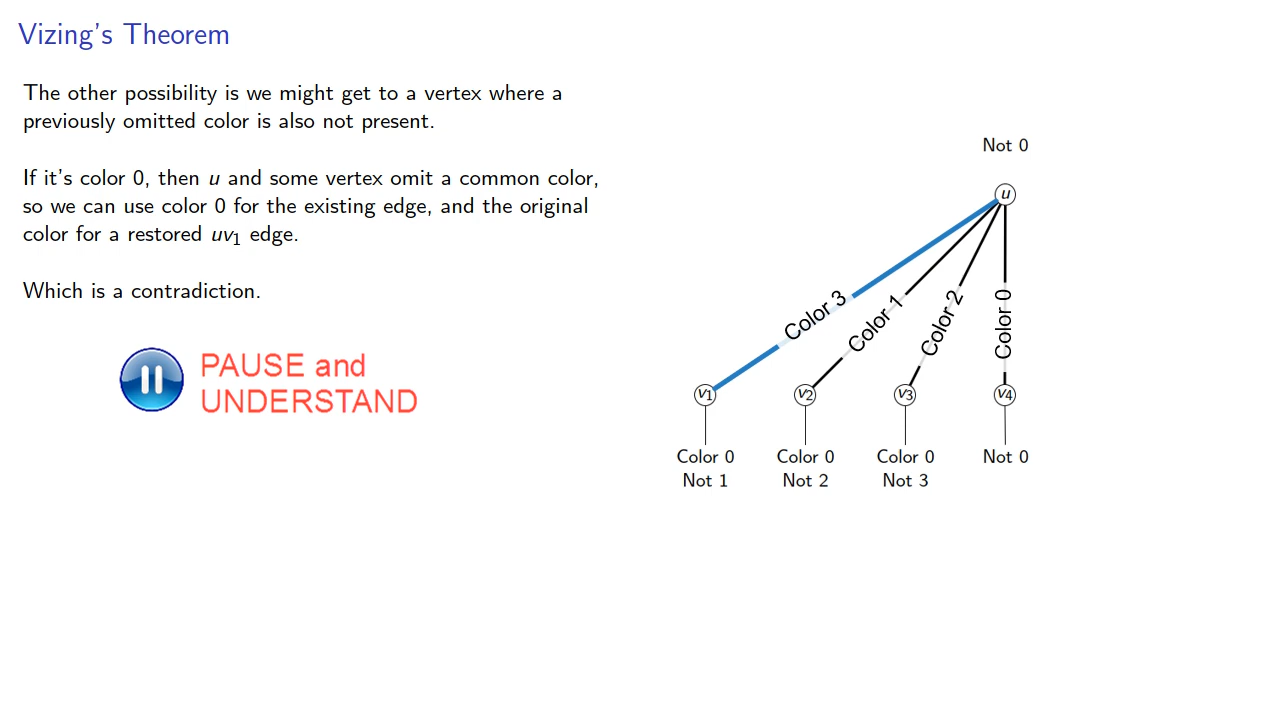 Vizing's Theorem
The other possibility is we might get to a vertex where a
previously omitted color is also not present.
If it's color 0, then u and some vertex omit a common color,
so we can use color 0 for the existing edge, and the original
color for a restored uv₁ edge.
Which is a contradiction.
PAUSE and
UNDERSTAND
Not 0
u
Color 3
Color 1
Color 2
Color 0
v₁
v₂
v₃
v₄
Color 0
Not 1
Color 0
Not 2
Color 0
Not 3
Not 0